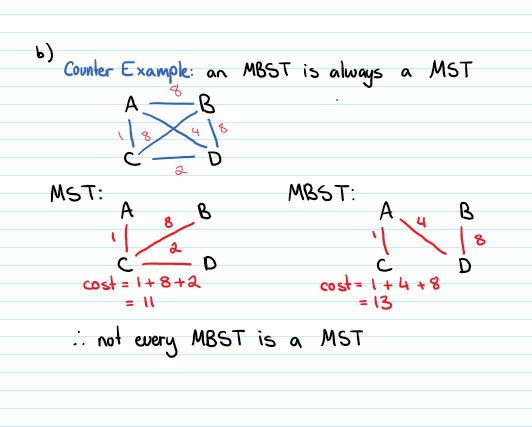 b)
Counter Example: an MBST is always a MST
8
A B
1 8 4 8
C D
2
MST: MBST:
A B A B
8 4
1 2 1 8
C D C D
cost = 1+8+2 cost = 1+4+8
= 11 = 13
∴ not every MBST is a MST